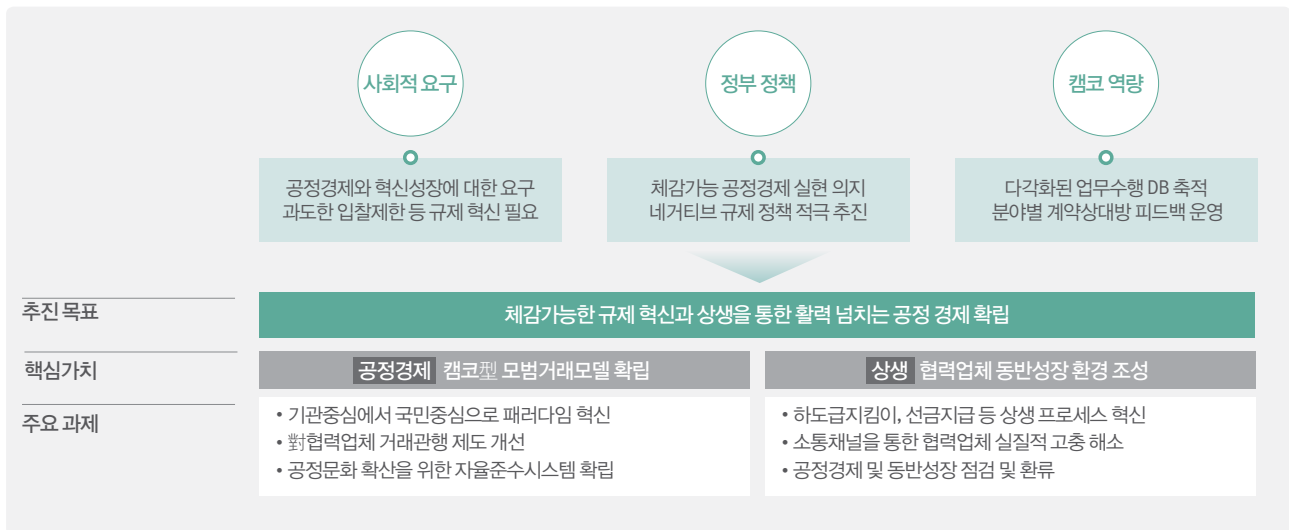 사회적 요구
정부 정책
캠코 역량
공정경제와 혁신성장에 대한 요구
과도한 입찰제한 등 규제 혁신 필요
체감가능 공정경제 실현 의지
네거티브 규제 정책 적극 추진
다각화된 업무수행 DB 축적
분야별 계약상대방 피드백 운영
추진 목표
체감가능한 규제 혁신과 상생을 통한 활력 넘치는 공정 경제 확립
핵심가치
공정경제 캠코型 모범거래모델 확립
상생 협력업체 동반성장 환경 조성
주요 과제
• 기관중심에서 국민중심으로 패러다임 혁신
• 對협력업체 거래관행 제도 개선
• 공정문화 확산을 위한 자율준수시스템 확립
• 하도급지킴이, 선금지급 등 상생 프로세스 혁신
• 소통채널을 통한 협력업체 실질적 고충 해소
• 공정경제 및 동반성장 점검 및 환류